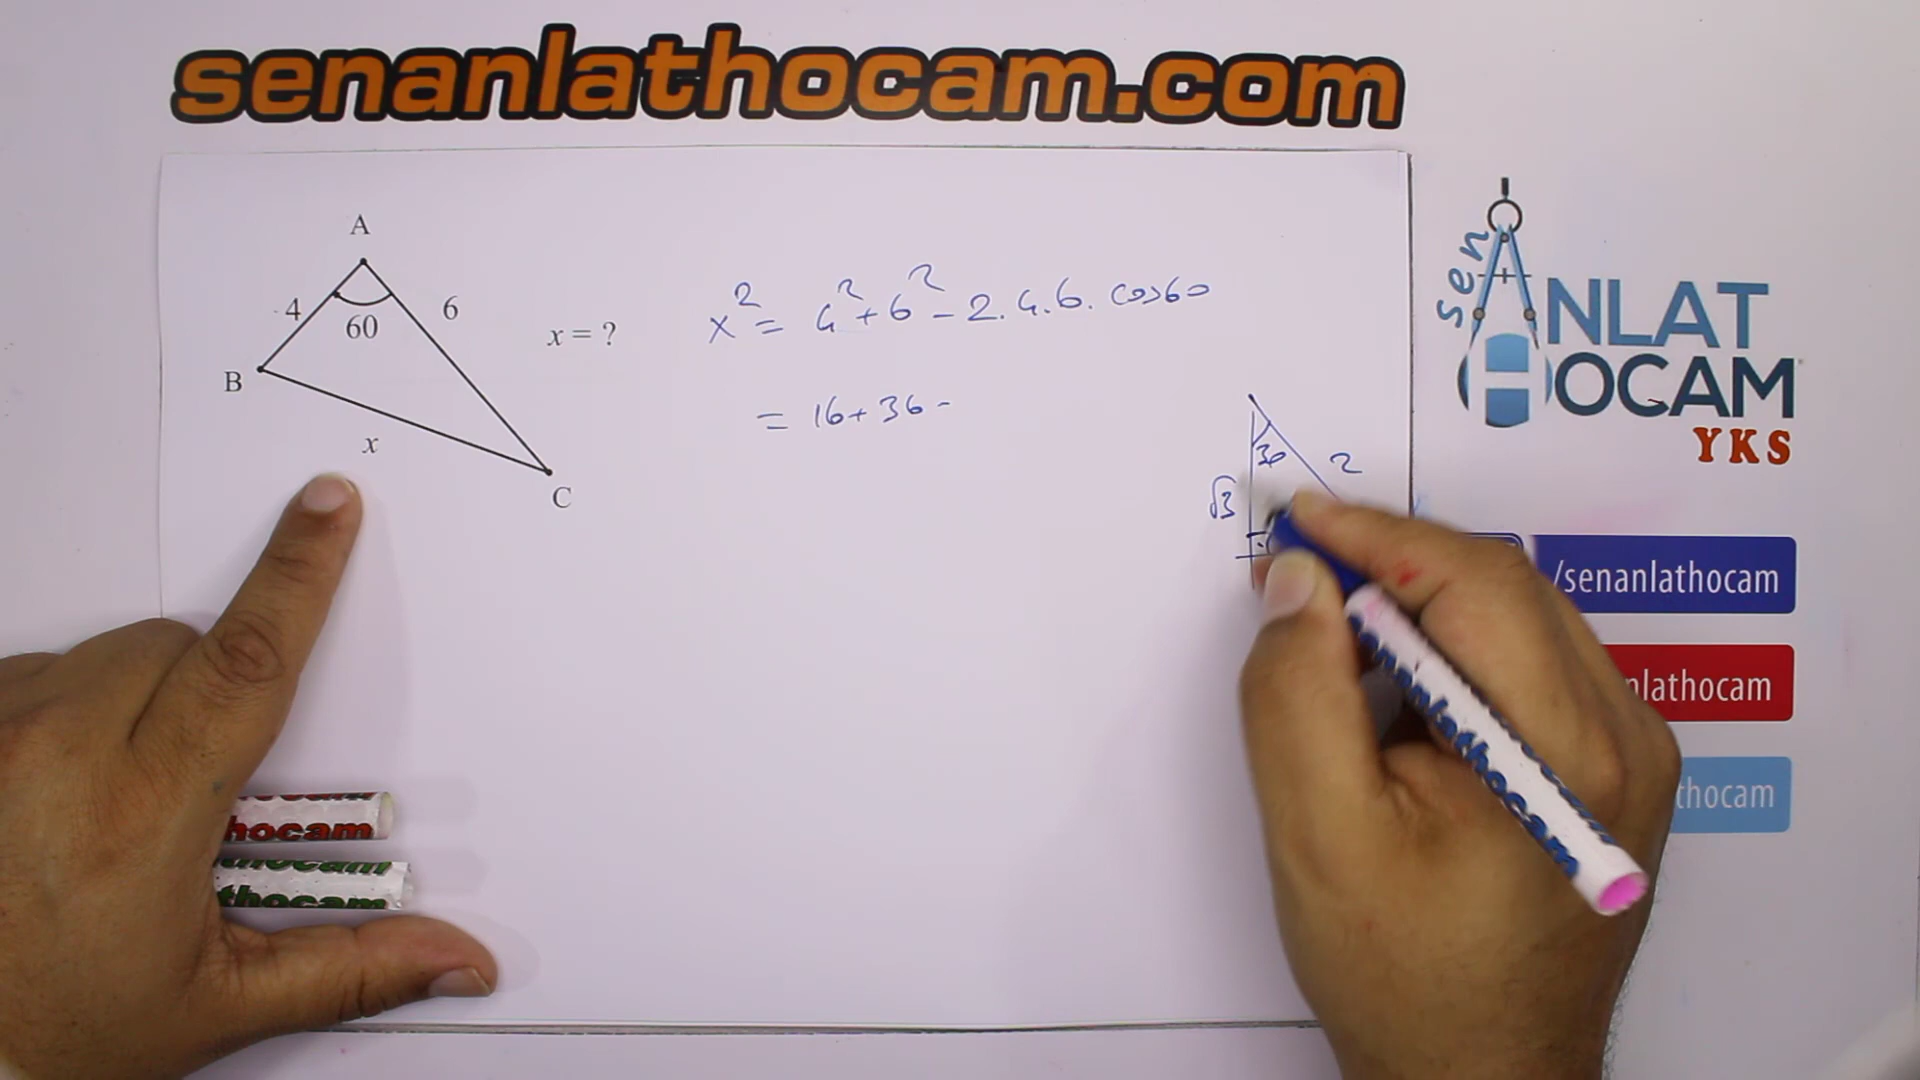 senanlathocam.com
A
4
60
6
x = ?
B
x
C
x² = 4² + 6² - 2.4.6. cos60
= 16 + 36 -
30
2
√3
sen
ANLAT
HOCAM
YKS
/senanlathocam
nlathocam
thocam
hocam
thocam
senanlathocam